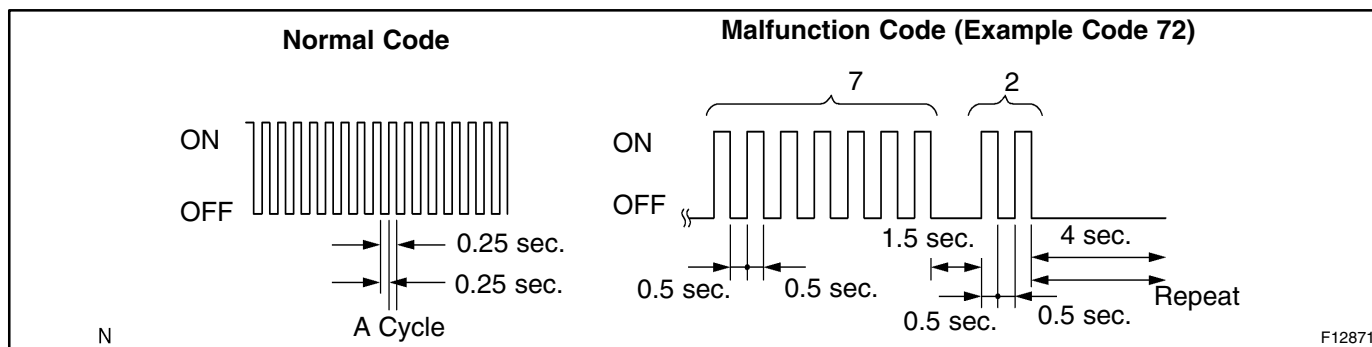 Normal Code
Malfunction Code (Example Code 72)
7
2
ON
OFF
ON
OFF
0.25 sec.
0.25 sec.
A Cycle
1.5 sec.
4 sec.
0.5 sec.
0.5 sec.
0.5 sec.
0.5 sec.
Repeat
N
F12871